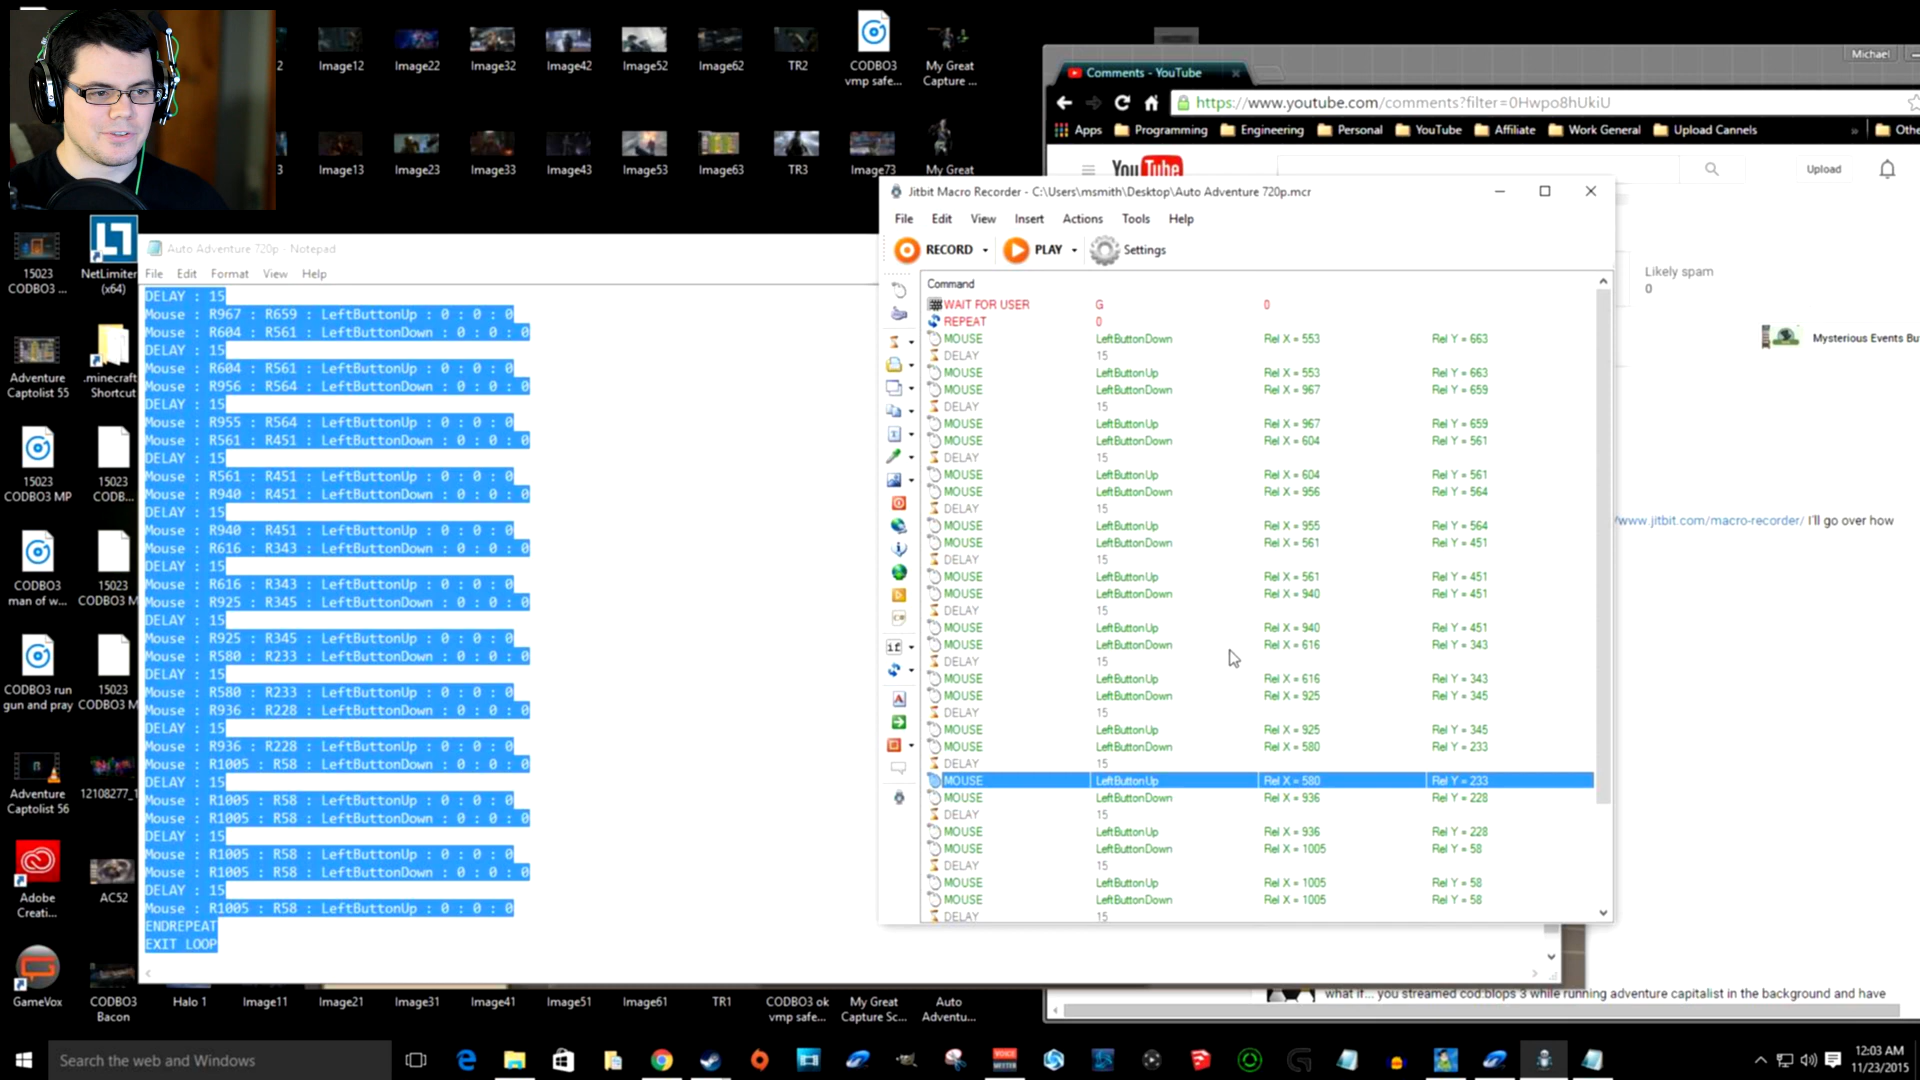 Image12
Image22
Image32
Image42
Image52
Image62
TR2
CODBO3 vmp safe...
My Great Capture ...
Image13
Image23
Image33
Image43
Image53
Image63
TR3
Image73
My Great
15023 CODBO3 ...
NetLimiter (x64)
Adventure Captolist 55
.minecraft Shortcut
15023 CODBO3 MP
15023 CODB...
CODBO3 man of w...
15023 CODBO3 M
CODBO3 run gun and pray
15023 CODBO3 M
Adventure Captolist 56
12108277_1
Adobe Creati...
AC52
GameVox
CODBO3 Bacon
Halo 1
Image11
Image21
Image31
Image41
Image51
Image61
TR1
CODBO3 ok vmp safe...
My Great Capture Sc...
Auto Adventu...
Auto Adventure 720p - Notepad
File Edit Format View Help
DELAY : 15
Mouse : R967 : R659 : LeftButtonUp : 0 : 0 : 0
Mouse : R604 : R561 : LeftButtonDown : 0 : 0 : 0
DELAY : 15
Mouse : R604 : R561 : LeftButtonUp : 0 : 0 : 0
Mouse : R956 : R564 : LeftButtonDown : 0 : 0 : 0
DELAY : 15
Mouse : R955 : R564 : LeftButtonUp : 0 : 0 : 0
Mouse : R561 : R451 : LeftButtonDown : 0 : 0 : 0
DELAY : 15
Mouse : R561 : R451 : LeftButtonUp : 0 : 0 : 0
Mouse : R940 : R451 : LeftButtonDown : 0 : 0 : 0
DELAY : 15
Mouse : R940 : R451 : LeftButtonUp : 0 : 0 : 0
Mouse : R616 : R343 : LeftButtonDown : 0 : 0 : 0
DELAY : 15
Mouse : R616 : R343 : LeftButtonUp : 0 : 0 : 0
Mouse : R925 : R345 : LeftButtonDown : 0 : 0 : 0
DELAY : 15
Mouse : R925 : R345 : LeftButtonUp : 0 : 0 : 0
Mouse : R580 : R233 : LeftButtonDown : 0 : 0 : 0
DELAY : 15
Mouse : R580 : R233 : LeftButtonUp : 0 : 0 : 0
Mouse : R936 : R228 : LeftButtonDown : 0 : 0 : 0
DELAY : 15
Mouse : R936 : R228 : LeftButtonUp : 0 : 0 : 0
Mouse : R1005 : R58 : LeftButtonDown : 0 : 0 : 0
DELAY : 15
Mouse : R1005 : R58 : LeftButtonUp : 0 : 0 : 0
Mouse : R1005 : R58 : LeftButtonDown : 0 : 0 : 0
DELAY : 15
Mouse : R1005 : R58 : LeftButtonUp : 0 : 0 : 0
Mouse : R1005 : R58 : LeftButtonDown : 0 : 0 : 0
DELAY : 15
Mouse : R1005 : R58 : LeftButtonUp : 0 : 0 : 0
ENDREPEAT
EXIT LOOP
Michael
Comments - YouTube
https://www.youtube.com/comments?filter=0Hwpo8hUkiU
Apps Programming Engineering Personal YouTube Affiliate Work General Upload Cannels » Othe
YouTube
Upload
Likely spam
0
Mysterious Events Bu
/www.jitbit.com/macro-recorder/ I'll go over how
what if... you streamed cod:blops 3 while running adventure capitalist in the background and have
Jitbit Macro Recorder - C:\Users\msmith\Desktop\Auto Adventure 720p.mcr
File Edit View Insert Actions Tools Help
RECORD PLAY Settings
Command
WAIT FOR USER G 0
REPEAT 0
MOUSE LeftButtonDown Rel X = 553 Rel Y = 663
DELAY 15
MOUSE LeftButtonUp Rel X = 553 Rel Y = 663
MOUSE LeftButtonDown Rel X = 967 Rel Y = 659
DELAY 15
MOUSE LeftButtonUp Rel X = 967 Rel Y = 659
MOUSE LeftButtonDown Rel X = 604 Rel Y = 561
DELAY 15
MOUSE LeftButtonUp Rel X = 604 Rel Y = 561
MOUSE LeftButtonDown Rel X = 956 Rel Y = 564
DELAY 15
MOUSE LeftButtonUp Rel X = 955 Rel Y = 564
MOUSE LeftButtonDown Rel X = 561 Rel Y = 451
DELAY 15
MOUSE LeftButtonUp Rel X = 561 Rel Y = 451
MOUSE LeftButtonDown Rel X = 940 Rel Y = 451
DELAY 15
MOUSE LeftButtonUp Rel X = 940 Rel Y = 451
MOUSE LeftButtonDown Rel X = 616 Rel Y = 343
DELAY 15
MOUSE LeftButtonUp Rel X = 616 Rel Y = 343
MOUSE LeftButtonDown Rel X = 925 Rel Y = 345
DELAY 15
MOUSE LeftButtonUp Rel X = 925 Rel Y = 345
MOUSE LeftButtonDown Rel X = 580 Rel Y = 233
DELAY 15
MOUSE LeftButtonUp Rel X = 580 Rel Y = 233
MOUSE LeftButtonDown Rel X = 936 Rel Y = 228
DELAY 15
MOUSE LeftButtonUp Rel X = 936 Rel Y = 228
MOUSE LeftButtonDown Rel X = 1005 Rel Y = 58
DELAY 15
MOUSE LeftButtonUp Rel X = 1005 Rel Y = 58
MOUSE LeftButtonDown Rel X = 1005 Rel Y = 58
DELAY 15
if
Search the web and Windows
12:03 AM
11/23/2015